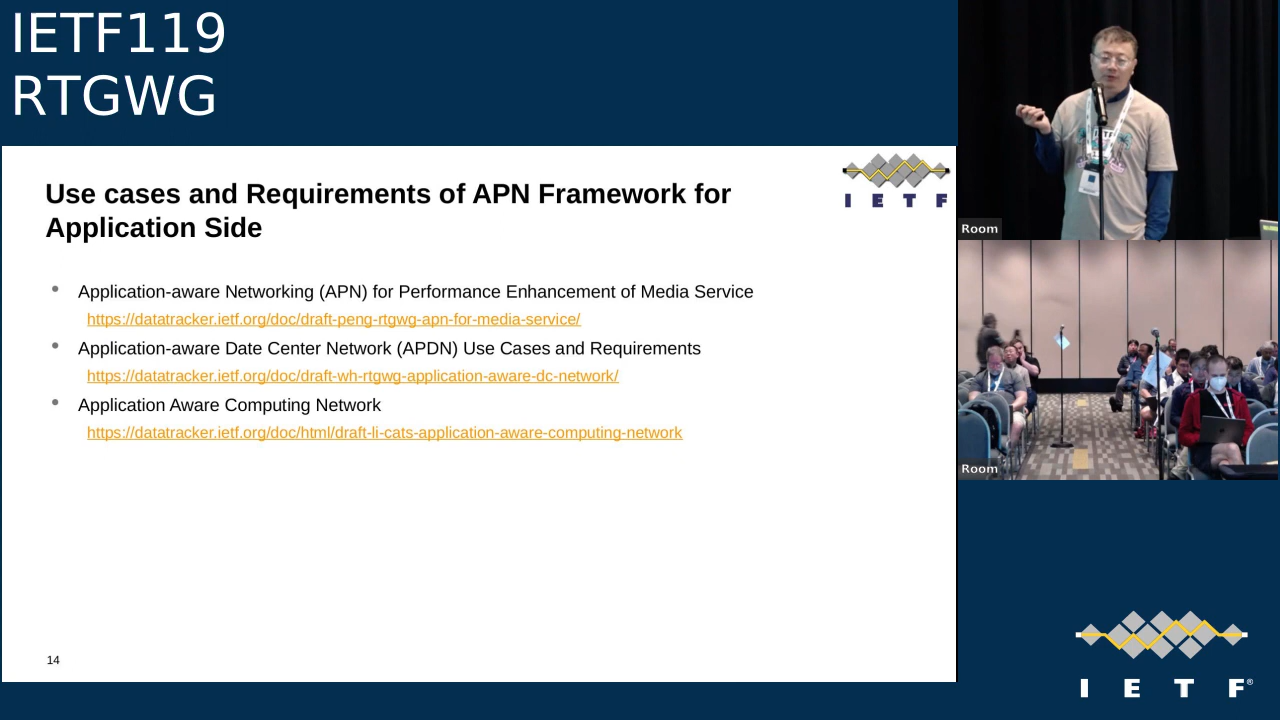 IETF119
RTGWG
Use cases and Requirements of APN Framework for
Application Side
I E T F
• Application-aware Networking (APN) for Performance Enhancement of Media Service
https://datatracker.ietf.org/doc/draft-peng-rtgwg-apn-for-media-service/
• Application-aware Date Center Network (APDN) Use Cases and Requirements
https://datatracker.ietf.org/doc/draft-wh-rtgwg-application-aware-dc-network/
• Application Aware Computing Network
https://datatracker.ietf.org/doc/html/draft-li-cats-application-aware-computing-network
14
Room
Room
I E T F®